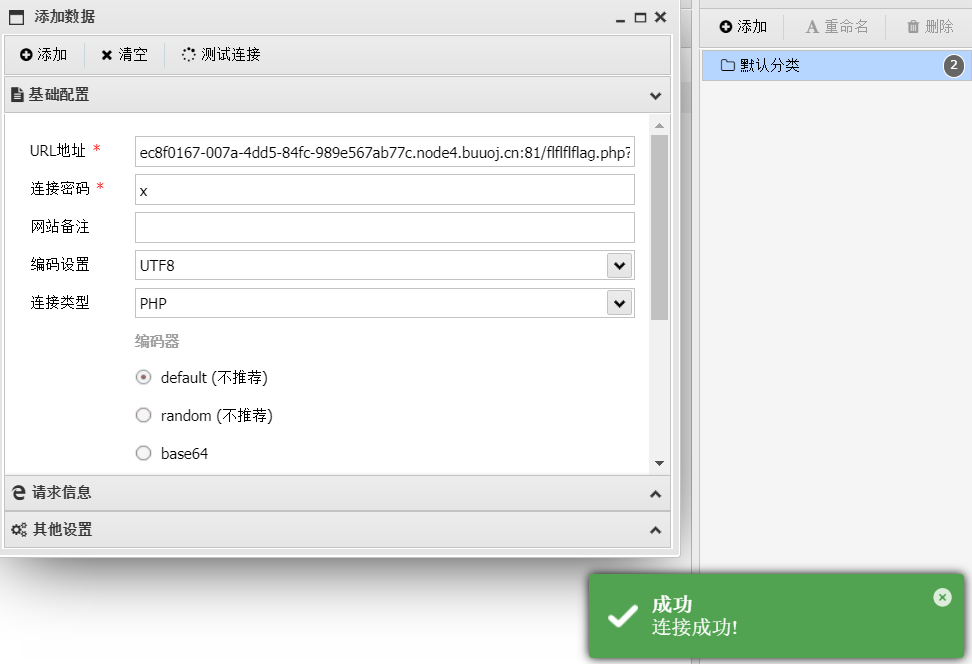 添加数据
添加 清空 测试连接
基础配置
URL地址 * ec8f0167-007a-4dd5-84fc-989e567ab77c.node4.buuoj.cn:81/flflflflag.php?
连接密码 * x
网站备注
编码设置 UTF8
连接类型 PHP
编码器
default (不推荐)
random (不推荐)
base64
请求信息
其他设置
添加 重命名 删除
默认分类 2
成功
连接成功!